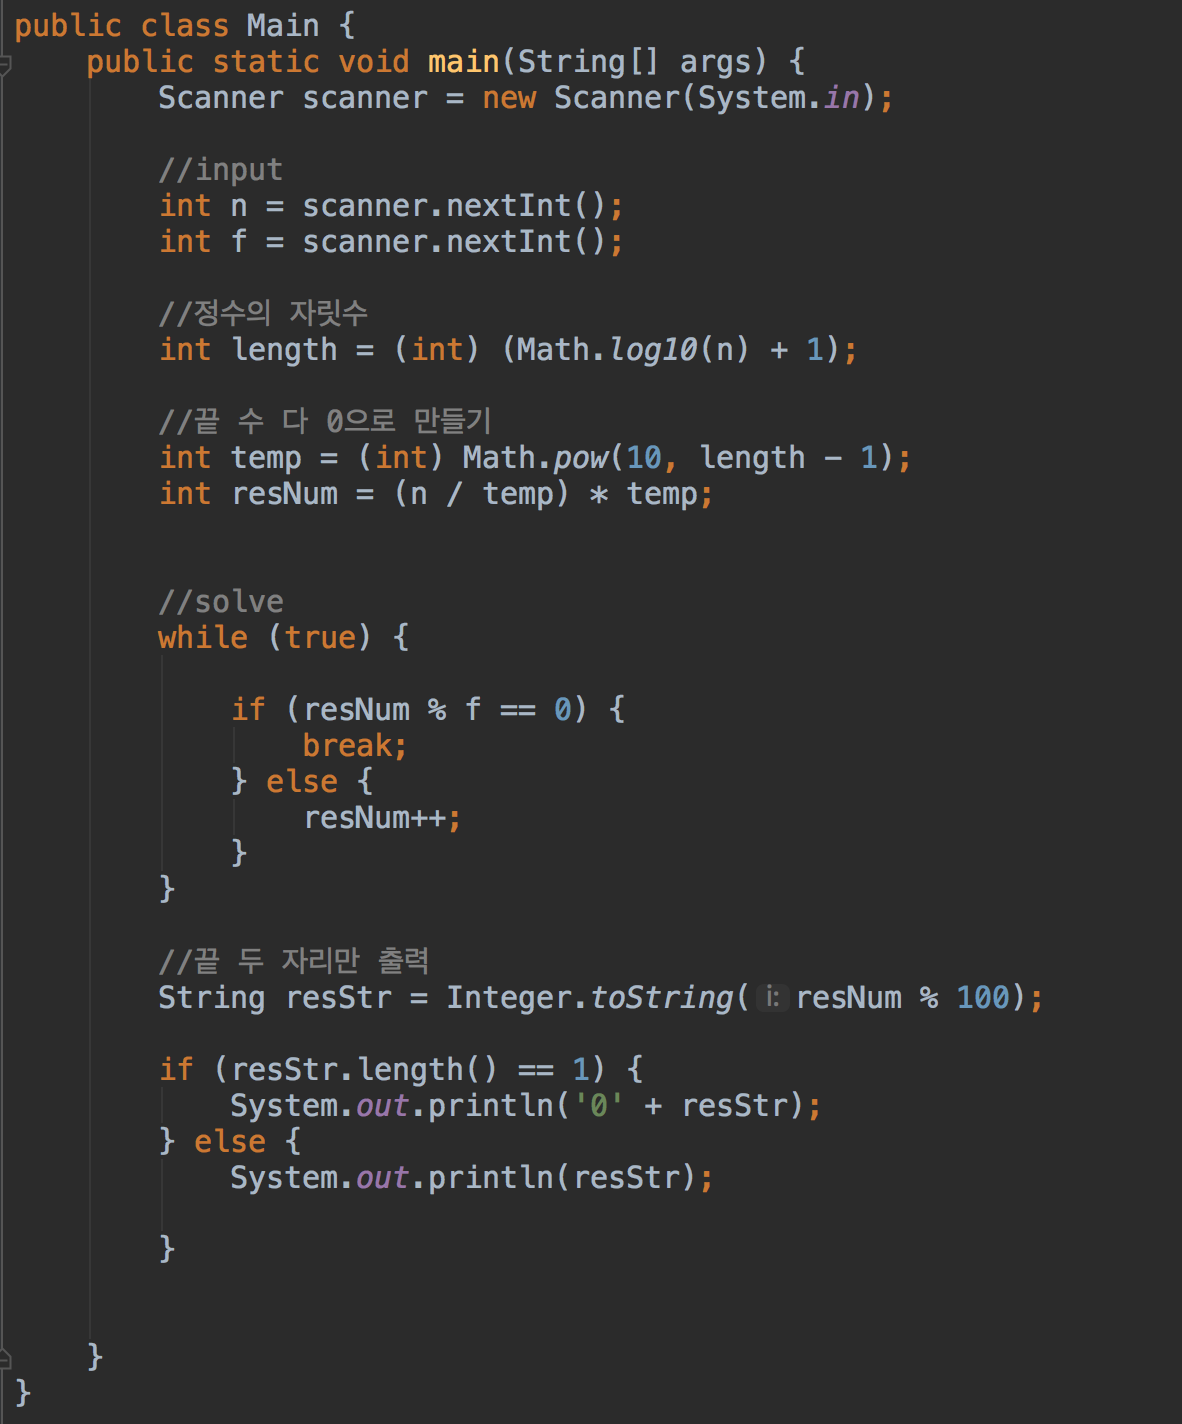 public class Main {
    public static void main(String[] args) {
        Scanner scanner = new Scanner(System.in);

        //input
        int n = scanner.nextInt();
        int f = scanner.nextInt();

        //정수의 자릿수
        int length = (int) (Math.log10(n) + 1);

        //끝 수 다 0으로 만들기
        int temp = (int) Math.pow(10, length - 1);
        int resNum = (n / temp) * temp;


        //solve
        while (true) {

            if (resNum % f == 0) {
                break;
            } else {
                resNum++;
            }
        }

        //끝 두 자리만 출력
        String resStr = Integer.toString( i: resNum % 100);

        if (resStr.length() == 1) {
            System.out.println('0' + resStr);
        } else {
            System.out.println(resStr);

        }


    }
}